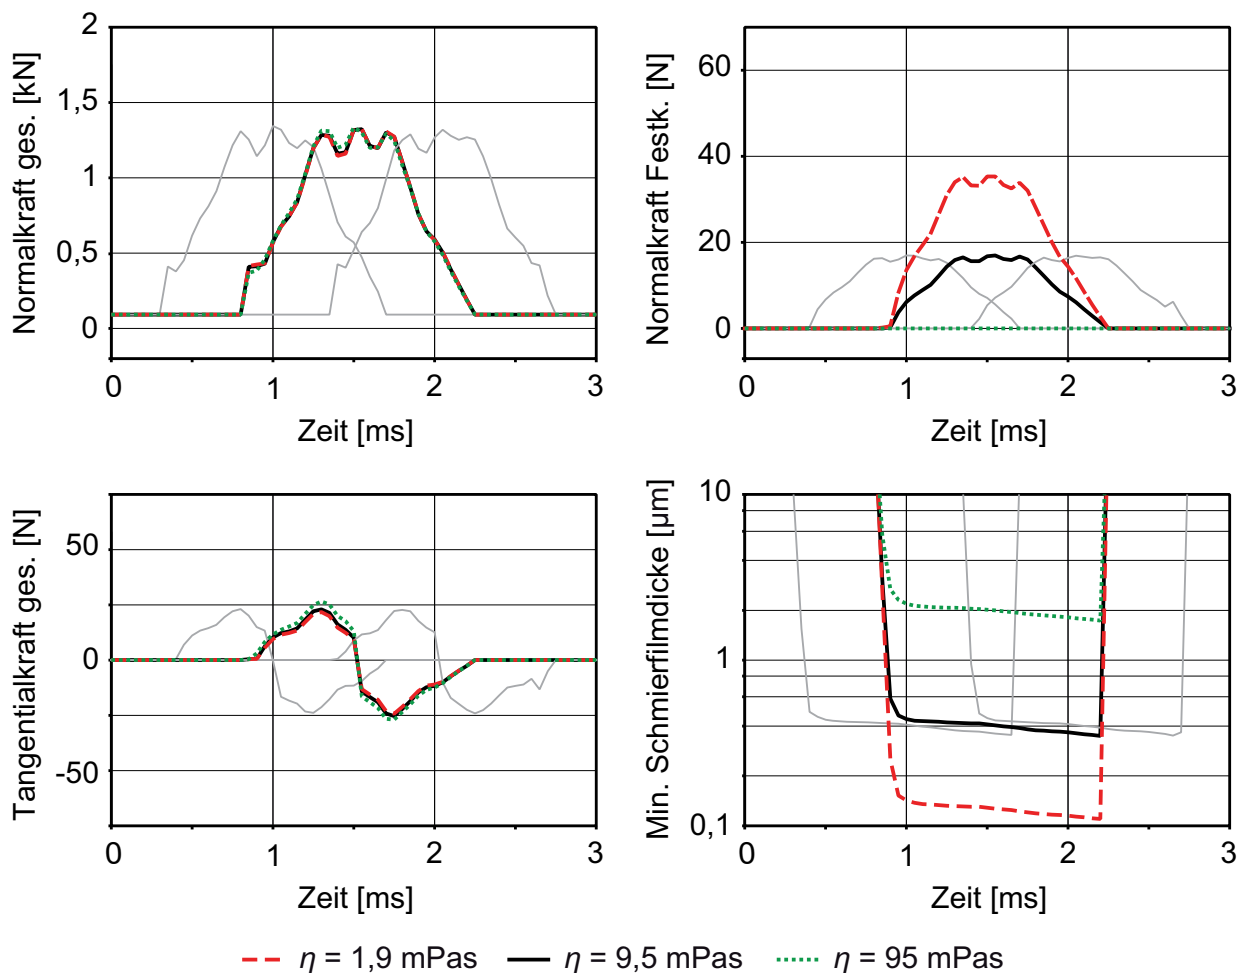 Normalkraft ges. [kN]
2
1,5
1
0,5
0
0 1 2 3
Zeit [ms]
Normalkraft Festk. [N]
60
40
20
0
0 1 2 3
Zeit [ms]
Tangentialkraft ges. [N]
50
0
-50
0 1 2 3
Zeit [ms]
Min. Schmierfilmdicke [µm]
10
1
0,1
0 1 2 3
Zeit [ms]
η = 1,9 mPas η = 9,5 mPas η = 95 mPas